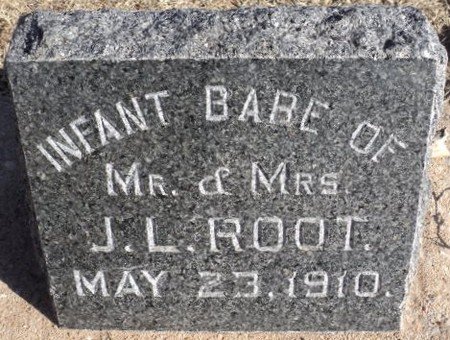 INFANT BABE OF
MR. & MRS.
J. L. ROOT.
MAY 23, 1910.